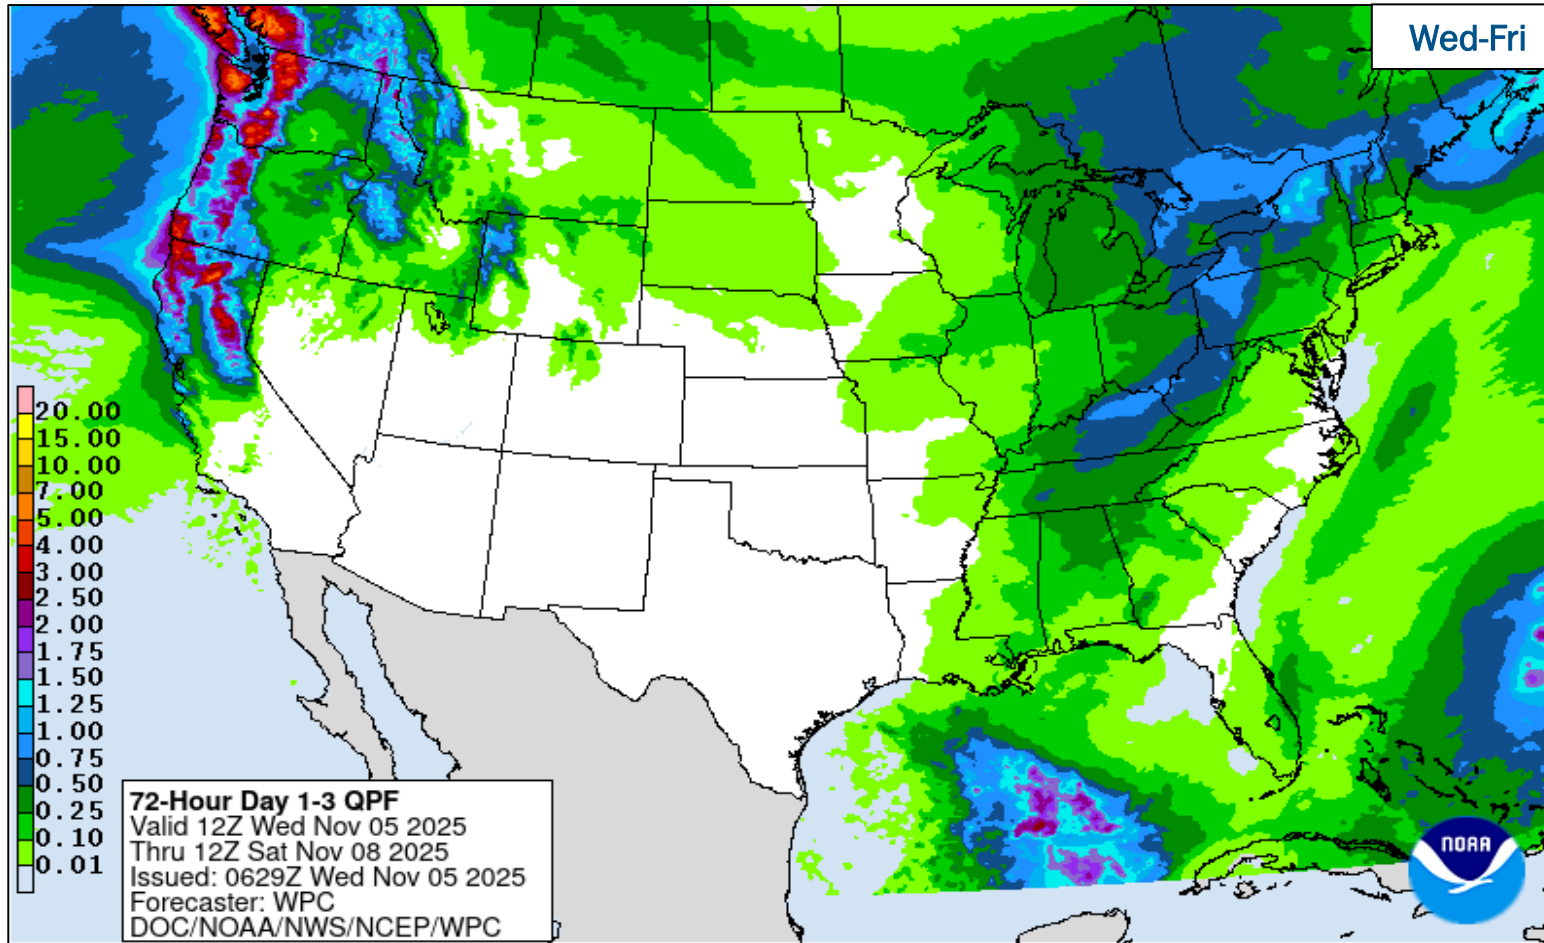 Wed-Fri
20.00
15.00
10.00
7.00
5.00
4.00
3.00
2.50
2.00
1.75
1.50
1.25
1.00
0.75
0.50
0.25
0.10
0.01
72-Hour Day 1-3 QPF
Valid 12Z Wed Nov 05 2025
Thru 12Z Sat Nov 08 2025
Issued: 0629Z Wed Nov 05 2025
Forecaster: WPC
DOC/NOAA/NWS/NCEP/WPC
NOAA